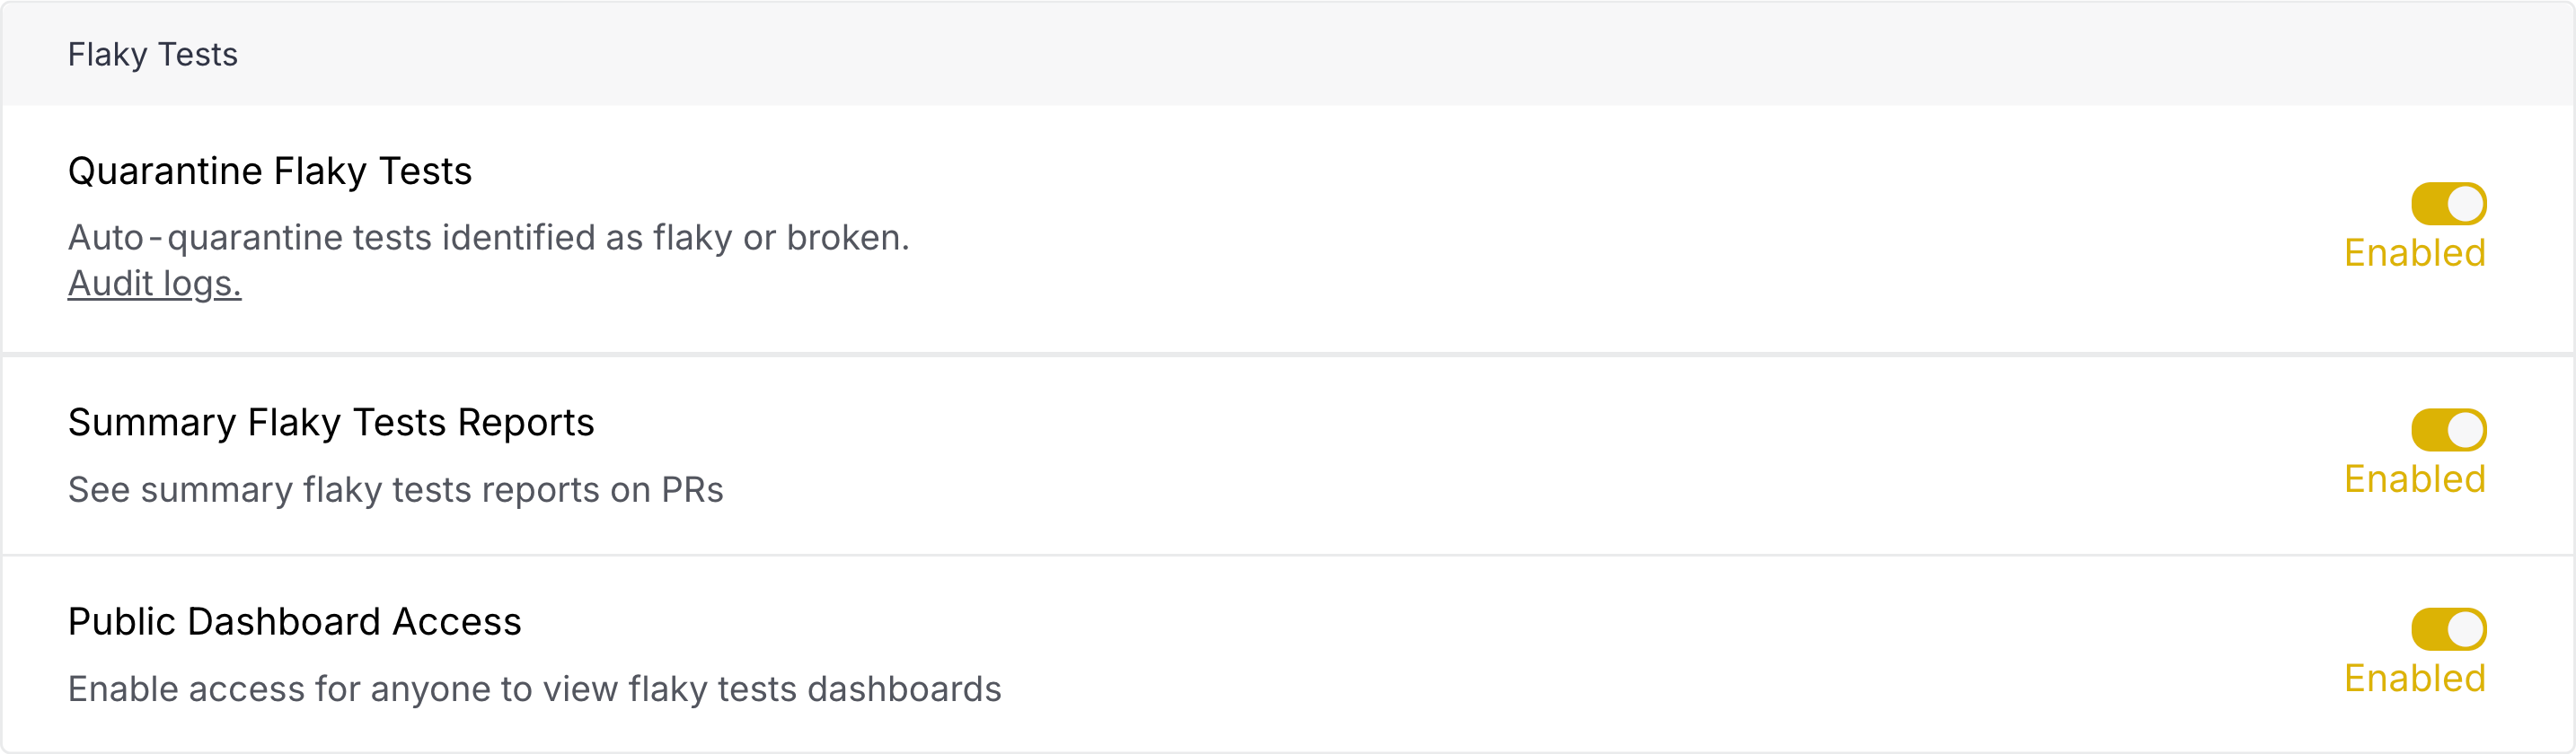 Flaky Tests
Quarantine Flaky Tests
Auto-quarantine tests identified as flaky or broken.
Audit logs.
Enabled
Summary Flaky Tests Reports
See summary flaky tests reports on PRs
Enabled
Public Dashboard Access
Enable access for anyone to view flaky tests dashboards
Enabled